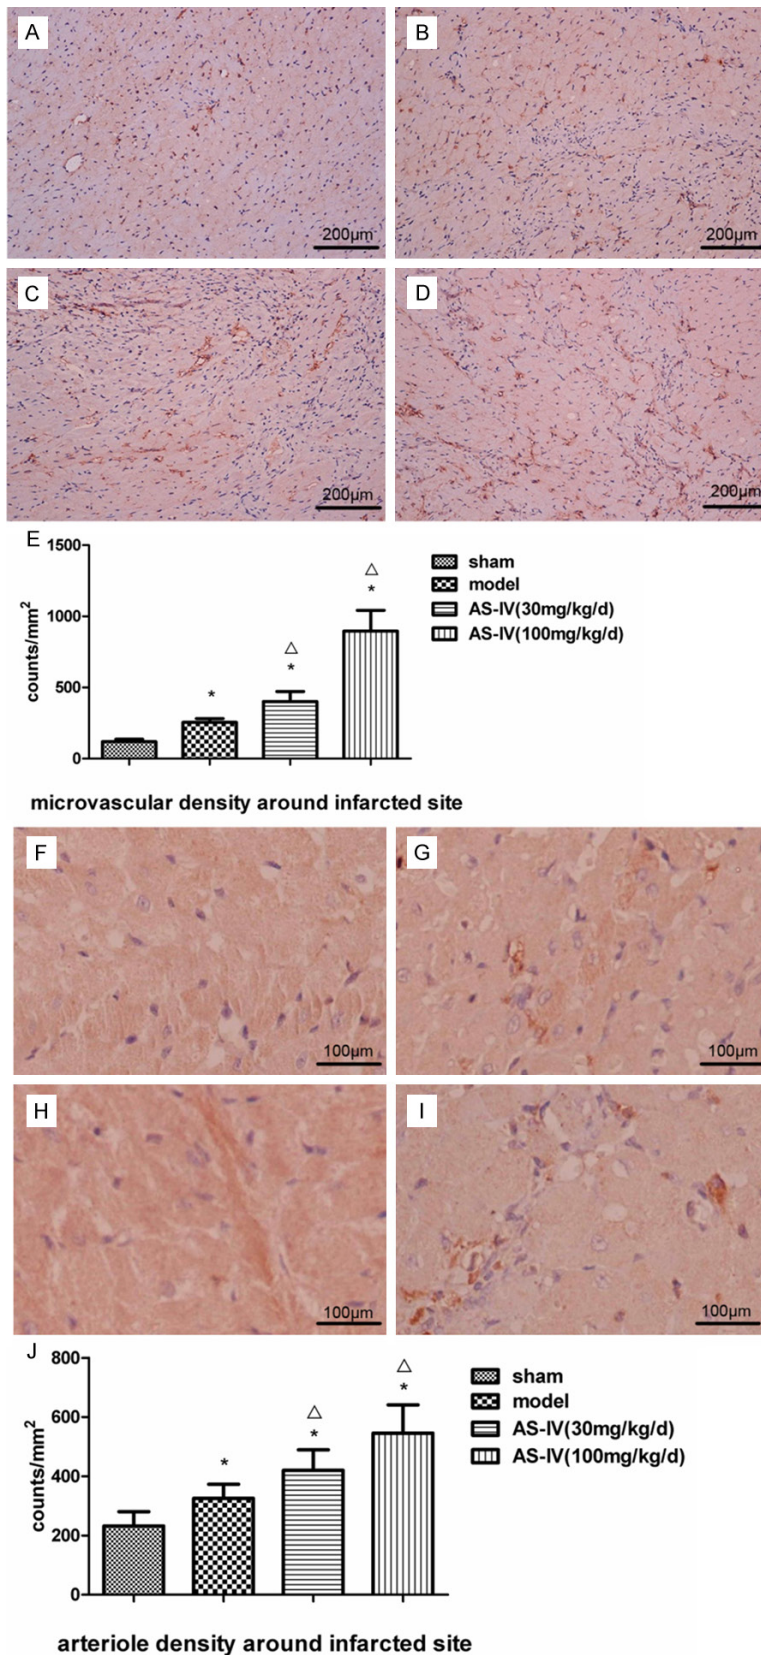 A
B
200μm
200μm
C
D
200μm
200μm
E
1500
1000
500
0
counts/mm²
*
△
*
△
*
sham
model
AS-IV(30mg/kg/d)
AS-IV(100mg/kg/d)
microvascular density around infarcted site
F
G
100μm
100μm
H
I
100μm
100μm
J
800
600
400
200
0
counts/mm²
*
△
*
△
*
sham
model
AS-IV(30mg/kg/d)
AS-IV(100mg/kg/d)
arteriole density around infarcted site